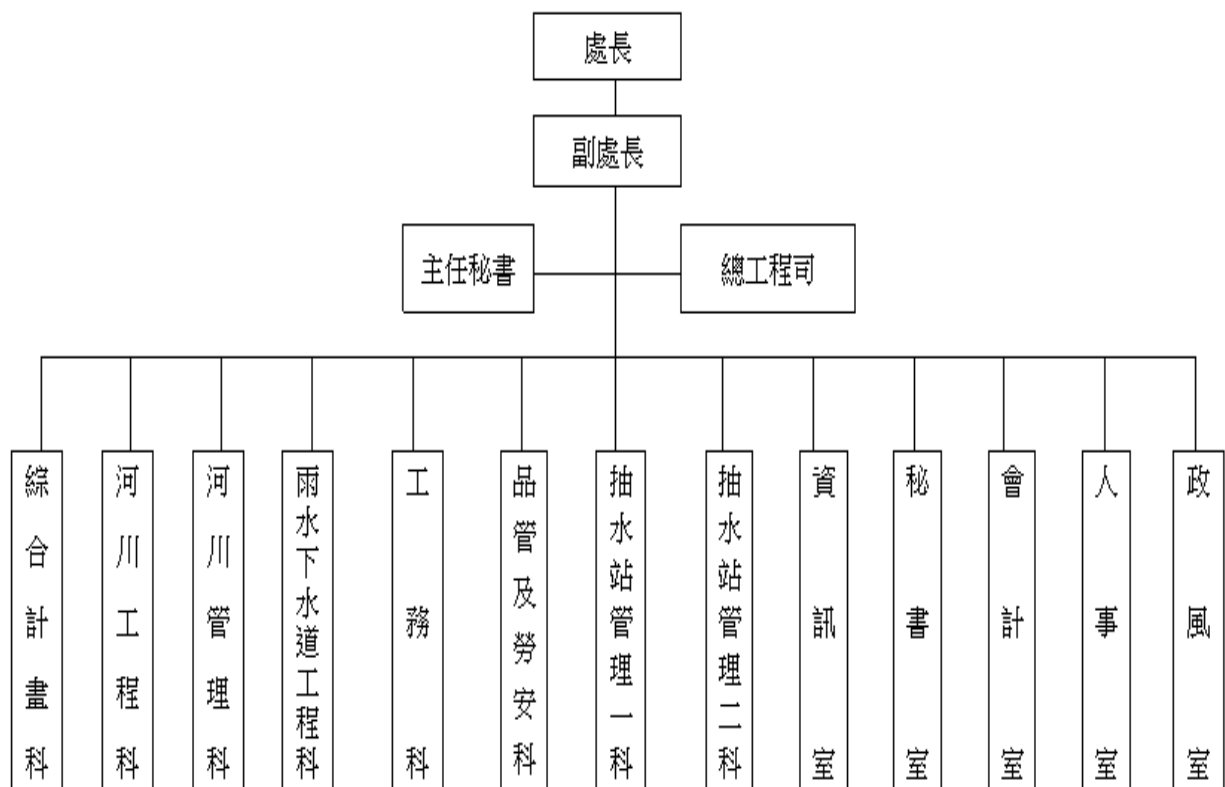 處長
副處長
主任秘書
總工程司
綜合計畫科
河川工程科
河川管理科
雨水下水道工程科
工務科
品管及勞安科
抽水站管理一科
抽水站管理二科
資訊室
秘書室
會計室
人事室
政風室